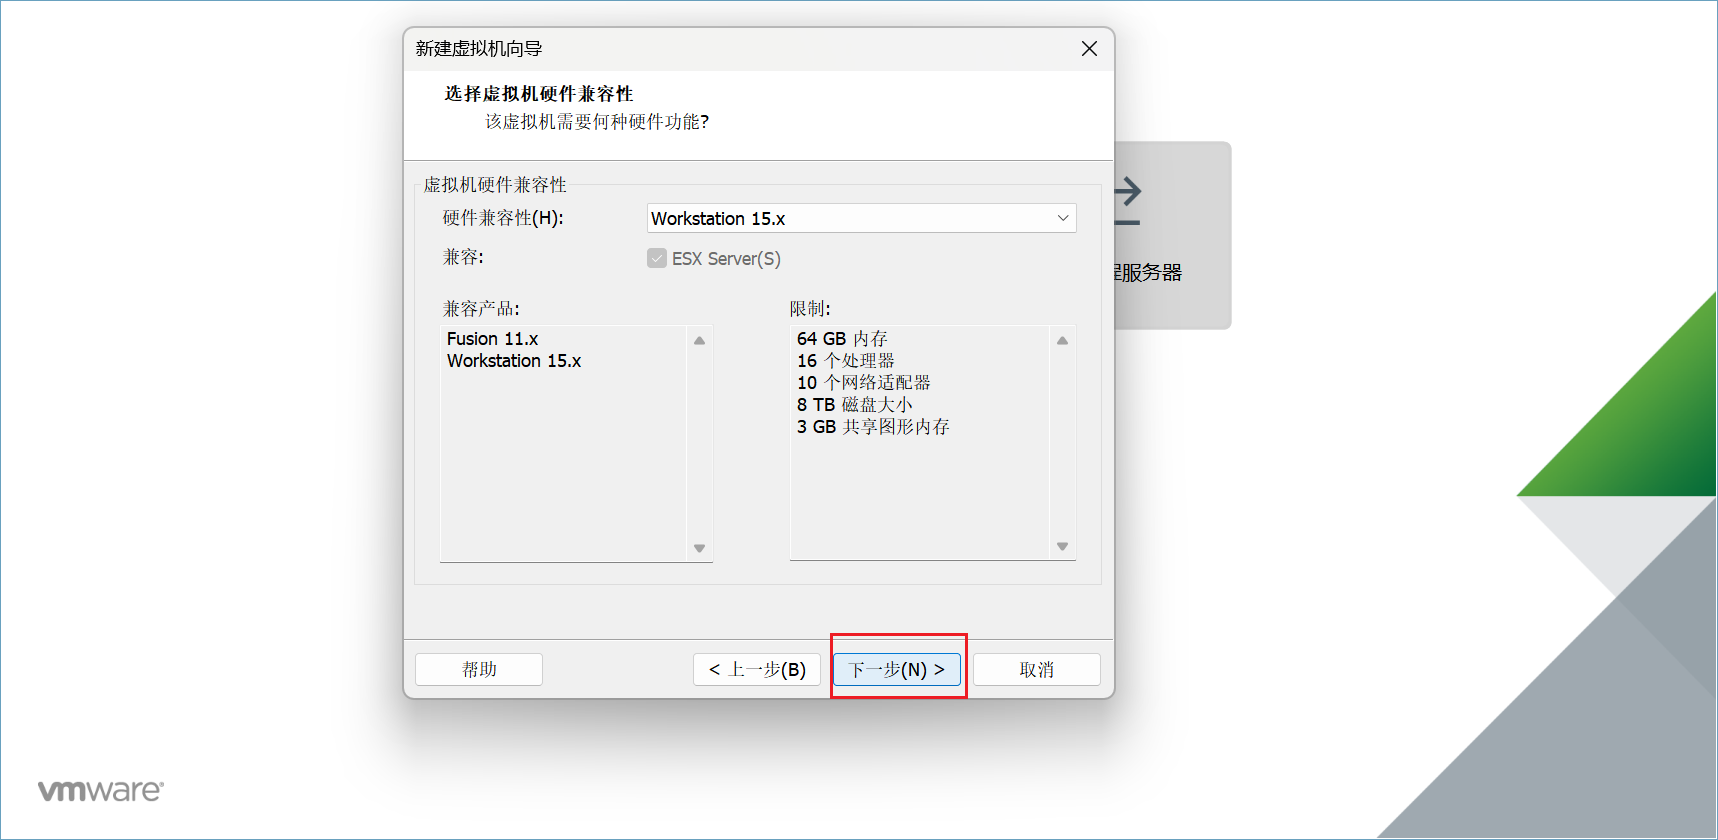 新建虚拟机向导
选择虚拟机硬件兼容性
该虚拟机需要何种硬件功能?
虚拟机硬件兼容性
硬件兼容性(H):
Workstation 15.x
兼容:
ESX Server(S)
兼容产品:
限制:
Fusion 11.x
Workstation 15.x
64 GB 内存
16 个处理器
10 个网络适配器
8 TB 磁盘大小
3 GB 共享图形内存
服务器
帮助
< 上一步(B)
下一步(N) >
取消
vmware®